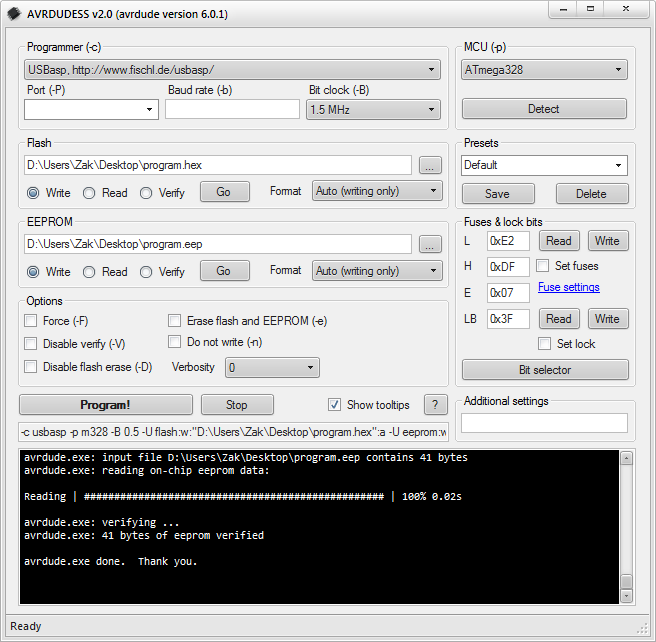 AVRDUDESS v2.0 (avrdude version 6.0.1)
Programmer (-c)
USBasp, http://www.fischl.de/usbasp/
Port (-P)
Baud rate (-b)
Bit clock (-B)
1.5 MHz
MCU (-p)
ATmega328
Detect
Flash
D:\Users\Zak\Desktop\program.hex
...
Write
Read
Verify
Go
Format
Auto (writing only)
Presets
Default
Save
Delete
EEPROM
D:\Users\Zak\Desktop\program.eep
...
Write
Read
Verify
Go
Format
Auto (writing only)
Fuses & lock bits
L
0xE2
Read
Write
H
0xDF
Set fuses
E
0x07
Fuse settings
LB
0x3F
Read
Write
Set lock
Bit selector
Options
Force (-F)
Erase flash and EEPROM (-e)
Disable verify (-V)
Do not write (-n)
Disable flash erase (-D)
Verbosity
0
Program!
Stop
Show tooltips
?
Additional settings
-c usbasp -p m328 -B 0.5 -U flash:w:"D:\Users\Zak\Desktop\program.hex":a -U eeprom:w
avrdude.exe: input file D:\Users\Zak\Desktop\program.eep contains 41 bytes
avrdude.exe: reading on-chip eeprom data:
Reading | ################################################## | 100% 0.02s
avrdude.exe: verifying ...
avrdude.exe: 41 bytes of eeprom verified
avrdude.exe done.  Thank you.
Ready